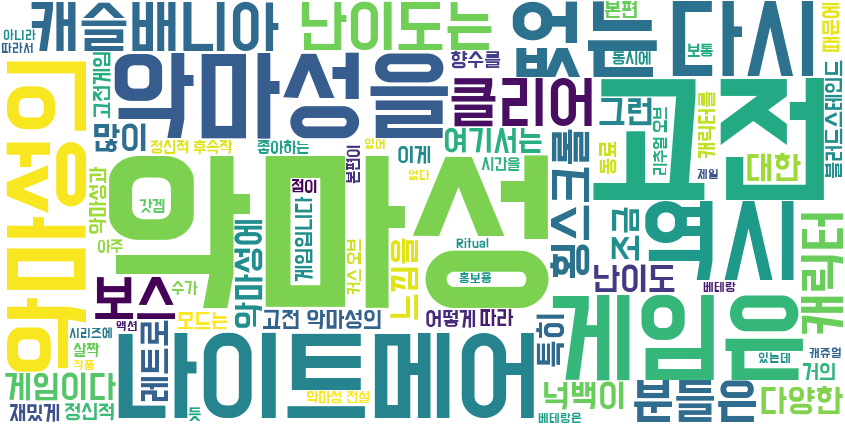 캐슬배니아
난이도는
없는
다시
본편
때문에
아니라
따라서
동시에
보통
향수를
고전게임
악마성의
악마성을
클리어
고전
그런
캐릭터를
블러드스테인드
많이
정신적 후속작
좋아하는
있어
이게
여기서는
횡스크롤
동료
리추얼 오브
대한
제일
악마성과
갓겜
악마성
점이
본편이
없다
시간을
아주
악마성에
게임입니다
커스 오브
느낌을
Ritual
홍보용
조금
역시
캐릭터
보스
수가
난이도
베테랑
액션
모드는
고전 악마성의
어떻게
따라
특히
게임은
시리즈에
살짝
작품
레트로
나이트메어
거의
캐쥬얼
있는데
게임이다
재밌게
정신적
듯
악마성 전설
넉백이
베테랑은
분들은
다양한